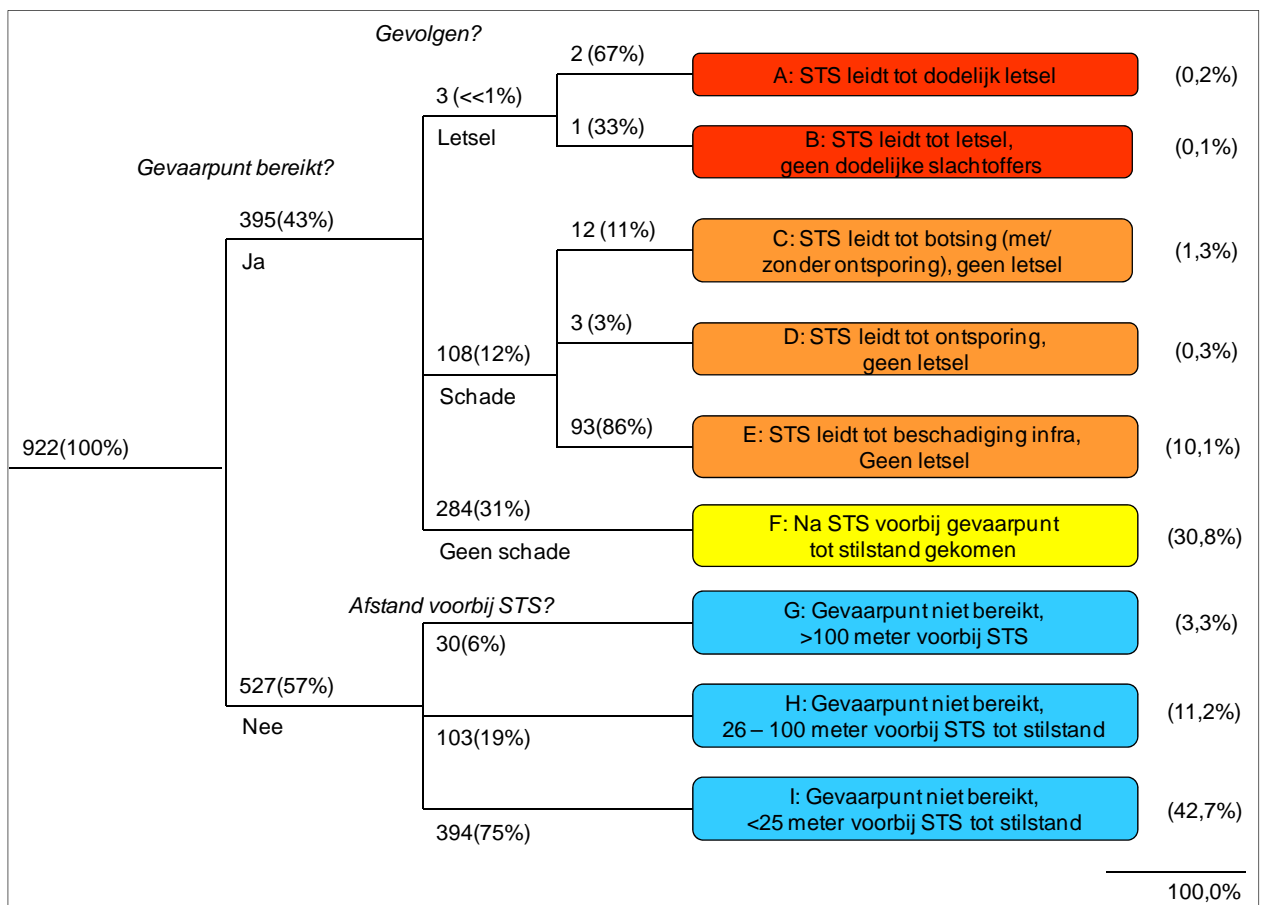 Gevolgen?
2 (67%)
A: STS leidt tot dodelijk letsel
(0,2%)
3 (<<1%)
Letsel
1 (33%)
B: STS leidt tot letsel,
geen dodelijke slachtoffers
(0,1%)
Gevaarpunt bereikt?
395(43%)
Ja
12 (11%)
C: STS leidt tot botsing (met/
zonder ontsporing), geen letsel
(1,3%)
3 (3%)
D: STS leidt tot ontsporing,
geen letsel
(0,3%)
108(12%)
Schade
93(86%)
E: STS leidt tot beschadiging infra,
Geen letsel
(10,1%)
922(100%)
284(31%)
Geen schade
F: Na STS voorbij gevaarpunt
tot stilstand gekomen
(30,8%)
Afstand voorbij STS?
30(6%)
G: Gevaarpunt niet bereikt,
>100 meter voorbij STS
(3,3%)
527(57%)
Nee
103(19%)
H: Gevaarpunt niet bereikt,
26 – 100 meter voorbij STS tot stilstand
(11,2%)
394(75%)
I: Gevaarpunt niet bereikt,
<25 meter voorbij STS tot stilstand
(42,7%)
100,0%